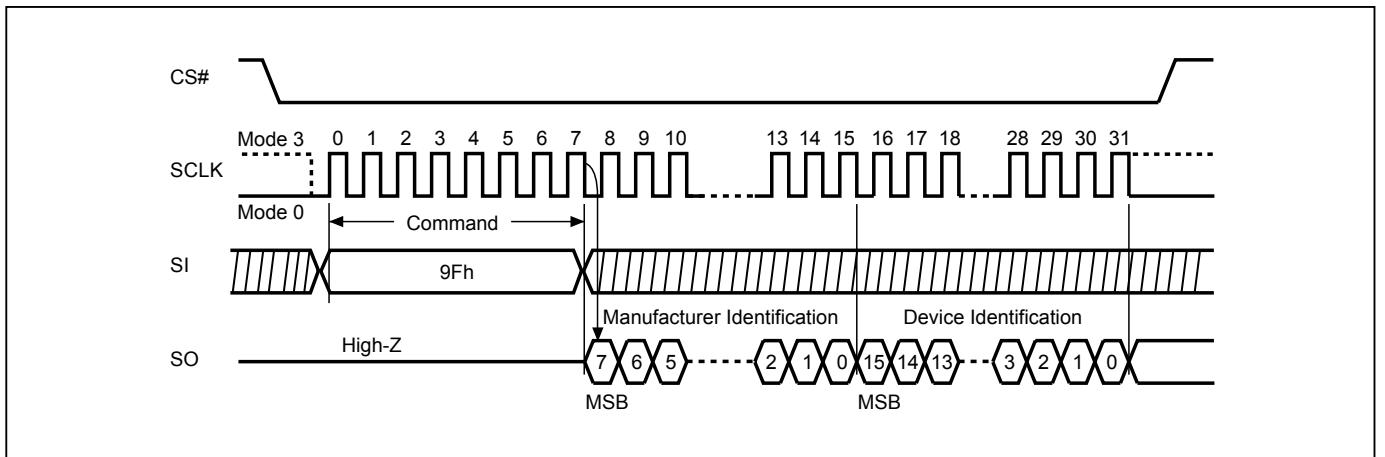 CS#
Mode 3 0 1 2 3 4 5 6 7 8 9 10 13 14 15 16 17 18 28 29 30 31
SCLK
Mode 0
Command
SI 9Fh
Manufacturer Identification Device Identification
High-Z
SO 7 6 5 2 1 0 15 14 13 3 2 1 0
MSB MSB